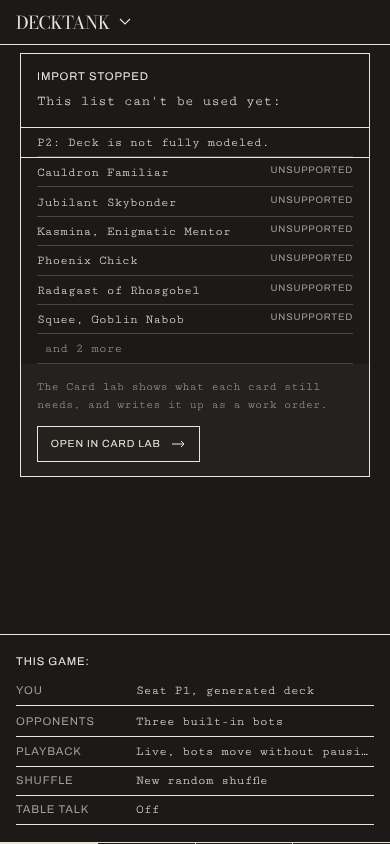 DECKTANK
IMPORT STOPPED
This list can't be used yet:
P2: Deck is not fully modeled.
Cauldron Familiar UNSUPPORTED
Jubilant Skybonder UNSUPPORTED
Kasmina, Enigmatic Mentor UNSUPPORTED
Phoenix Chick UNSUPPORTED
Radagast of Rhosgobel UNSUPPORTED
Squee, Goblin Nabob UNSUPPORTED
and 2 more
The Card lab shows what each card still
needs, and writes it up as a work order.
OPEN IN CARD LAB →
THIS GAME:
YOU Seat P1, generated deck
OPPONENTS Three built-in bots
PLAYBACK Live, bots move without pausi…
SHUFFLE New random shuffle
TABLE TALK Off